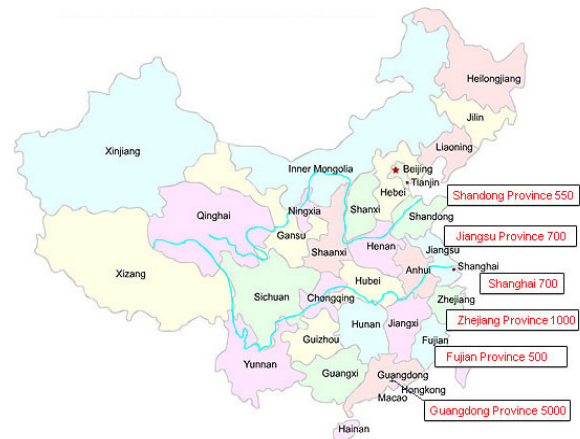 Heilongjiang
Jilin
Xinjiang
Liaoning
Inner Mongolia
Beijing
Tianjin
Hebei
Shandong Province 550
Qinghai
Ningxia
Shanxi
Shandong
Gansu
Jiangsu Province 700
Shaanxi
Henan
Jiangsu
Xizang
Shanghai
Anhui
Hubei
Shanghai 700
Sichuan
Chongqing
Zhejiang
Hunan
Jiangxi
Zhejiang Province 1000
Guizhou
Fujian
Fujian Province 500
Yunnan
Guangxi
Guangdong
Hongkong
Macao
Guangdong Province 5000
Hainan